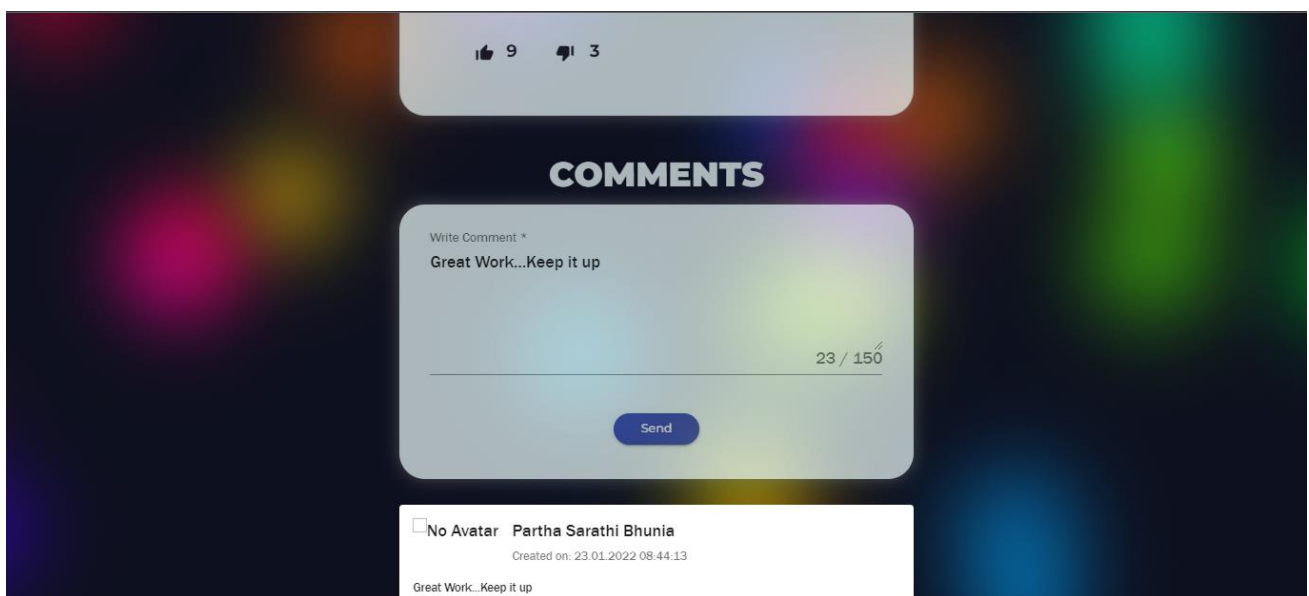 9 3
COMMENTS
Write Comment *
Great Work...Keep it up
23 / 150
Send
No Avatar Partha Sarathi Bhunia
Created on: 23.01.2022 08:44:13
Great Work...Keep it up